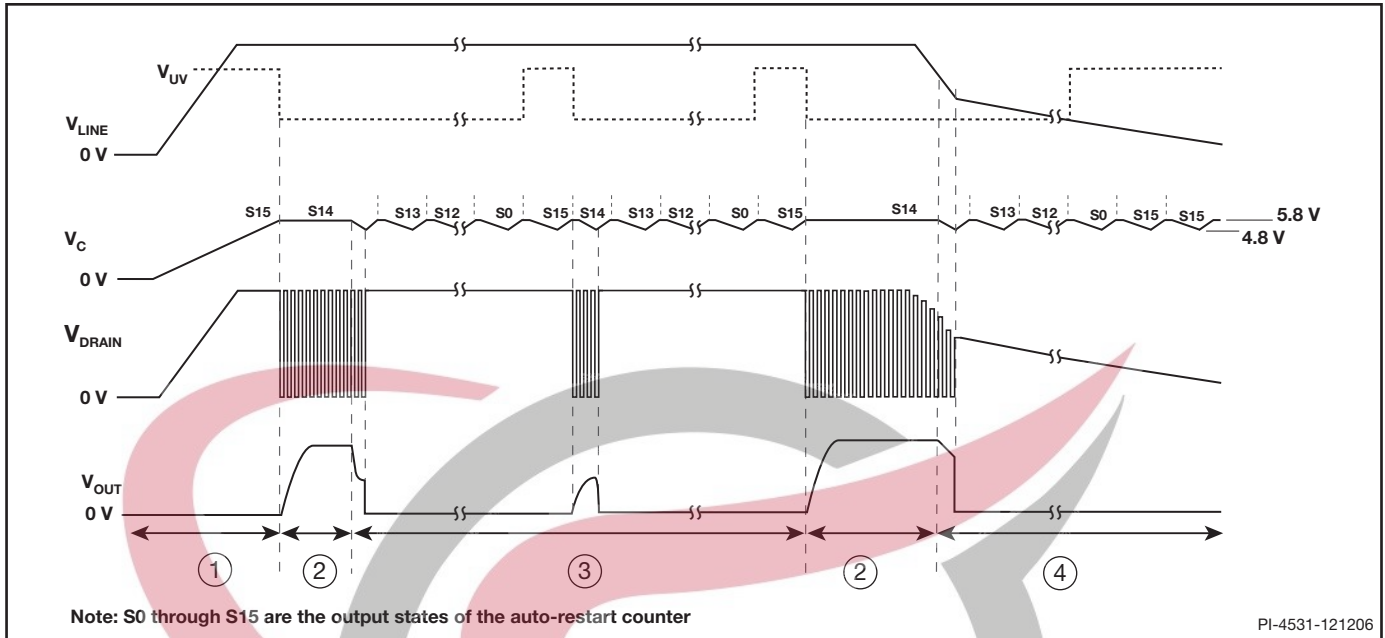 V_UV
V_LINE
0 V
S15 S14 S13 S12 S0 S15 S14 S13 S12 S0 S15 S14 S13 S12 S0 S15 S15
5.8 V
4.8 V
V_C
0 V
V_DRAIN
0 V
V_OUT
0 V
1 2 3 2 4
Note: S0 through S15 are the output states of the auto-restart counter
PI-4531-121206